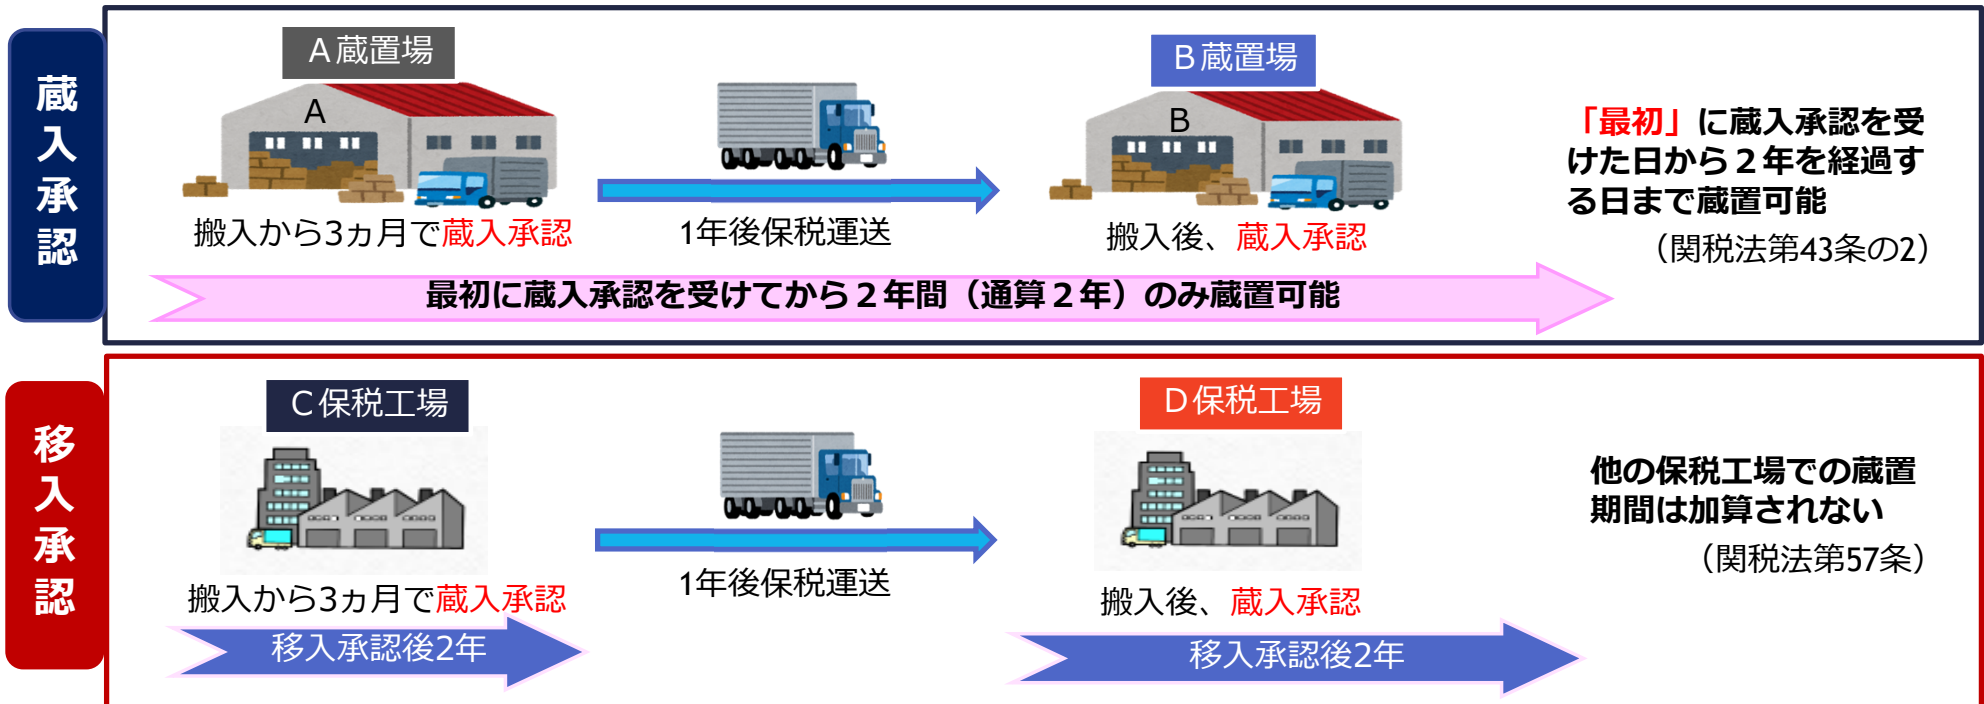 蔵入承認
A蔵置場
A
搬入から3ヵ月で蔵入承認
1年後保税運送
B蔵置場
B
搬入後、蔵入承認
「最初」に蔵入承認を受
けた日から２年を経過す
る日まで蔵置可能
（関税法第43条の2）
最初に蔵入承認を受けてから２年間（通算２年）のみ蔵置可能
移入承認
C保税工場
搬入から3ヵ月で蔵入承認
移入承認後2年
1年後保税運送
D保税工場
搬入後、蔵入承認
移入承認後2年
他の保税工場での蔵置
期間は加算されない
（関税法第57条）